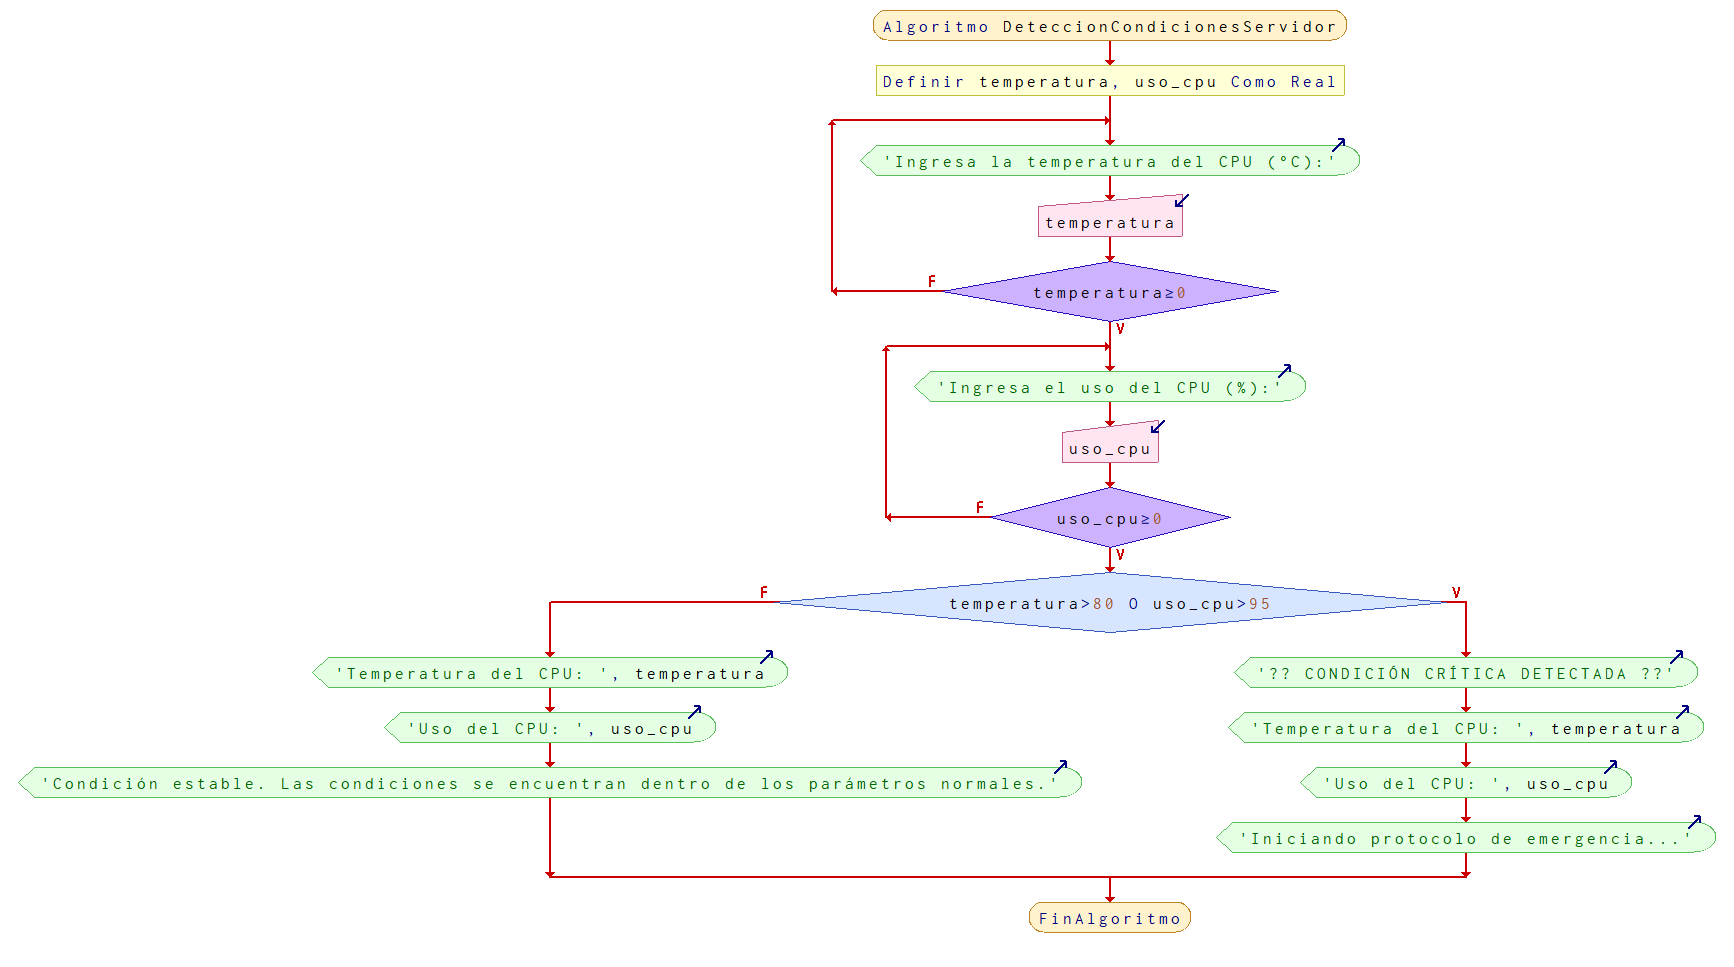 Algoritmo DeteccionCondicionesServidor
Definir temperatura, uso_cpu Como Real
'Ingresa la temperatura del CPU (ºC):'
temperatura
temperatura≥0
F
V
'Ingresa el uso del CPU (%):'
uso_cpu
uso_cpu≥0
F
V
temperatura>80 O uso_cpu>95
F
V
'Temperatura del CPU: ', temperatura
'Uso del CPU: ', uso_cpu
'Condición estable. Las condiciones se encuentran dentro de los parámetros normales.'
'?? CONDICIÓN CRÍTICA DETECTADA ??'
'Temperatura del CPU: ', temperatura
'Uso del CPU: ', uso_cpu
'Iniciando protocolo de emergencia...'
FinAlgoritmo